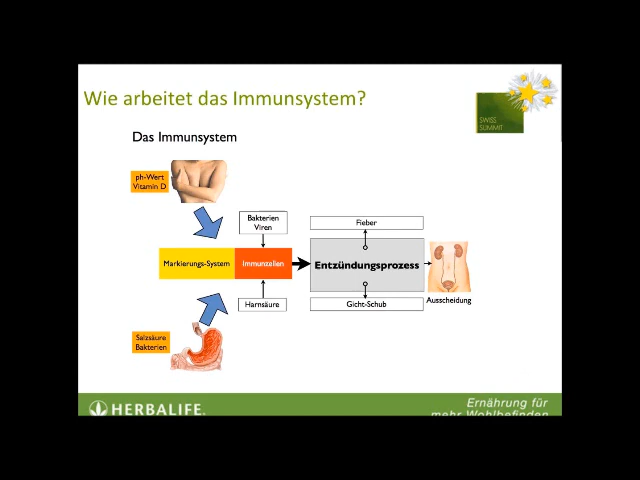 Wie arbeitet das Immunsystem?
SWISS
SUMMIT
Das Immunsystem
ph-Wert
Vitamin D
Bakterien
Viren
Fieber
Markierungs-System
Immunzellen
Entzündungsprozess
Harnsäure
Gicht-Schub
Ausscheidung
Salzsäure
Bakterien
HERBALIFE.
Ernährung für
mehr Wohlbefinden